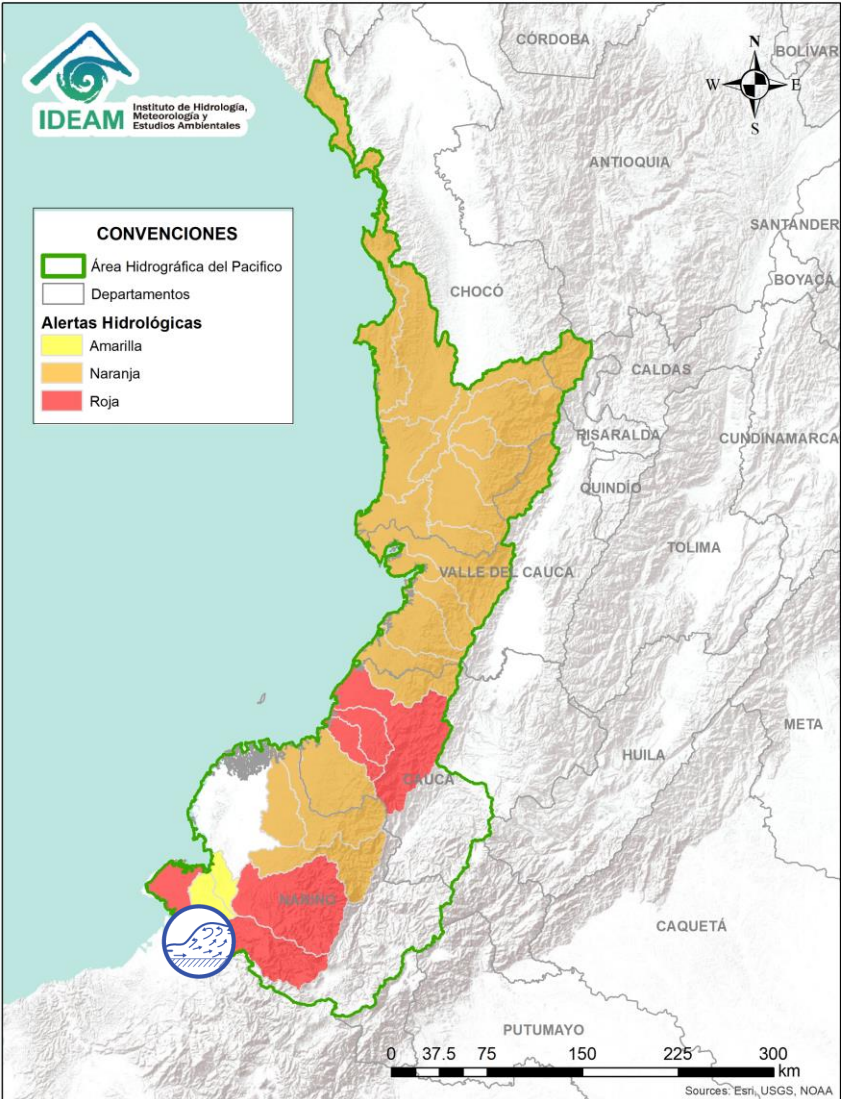 IDEAM
Instituto de Hidrología,
Meteorología y
Estudios Ambientales
N
W
E
S
CÓRDOBA
BOLÍVAR
ANTIOQUIA
SANTANDER
BOYACÁ
CONVENCIONES
Área Hidrográfica del Pacifico
Departamentos
Alertas Hidrológicas
Amarilla
Naranja
Roja
CHOCÓ
CALDAS
RISARALDA
CUNDINAMARCA
QUINDÍO
TOLIMA
VALLE DEL CAUCA
META
HUILA
CAUCA
NARIÑO
CAQUETÁ
PUTUMAYO
0 37.5 75 150 225 300
km
Sources: Esri, USGS, NOAA